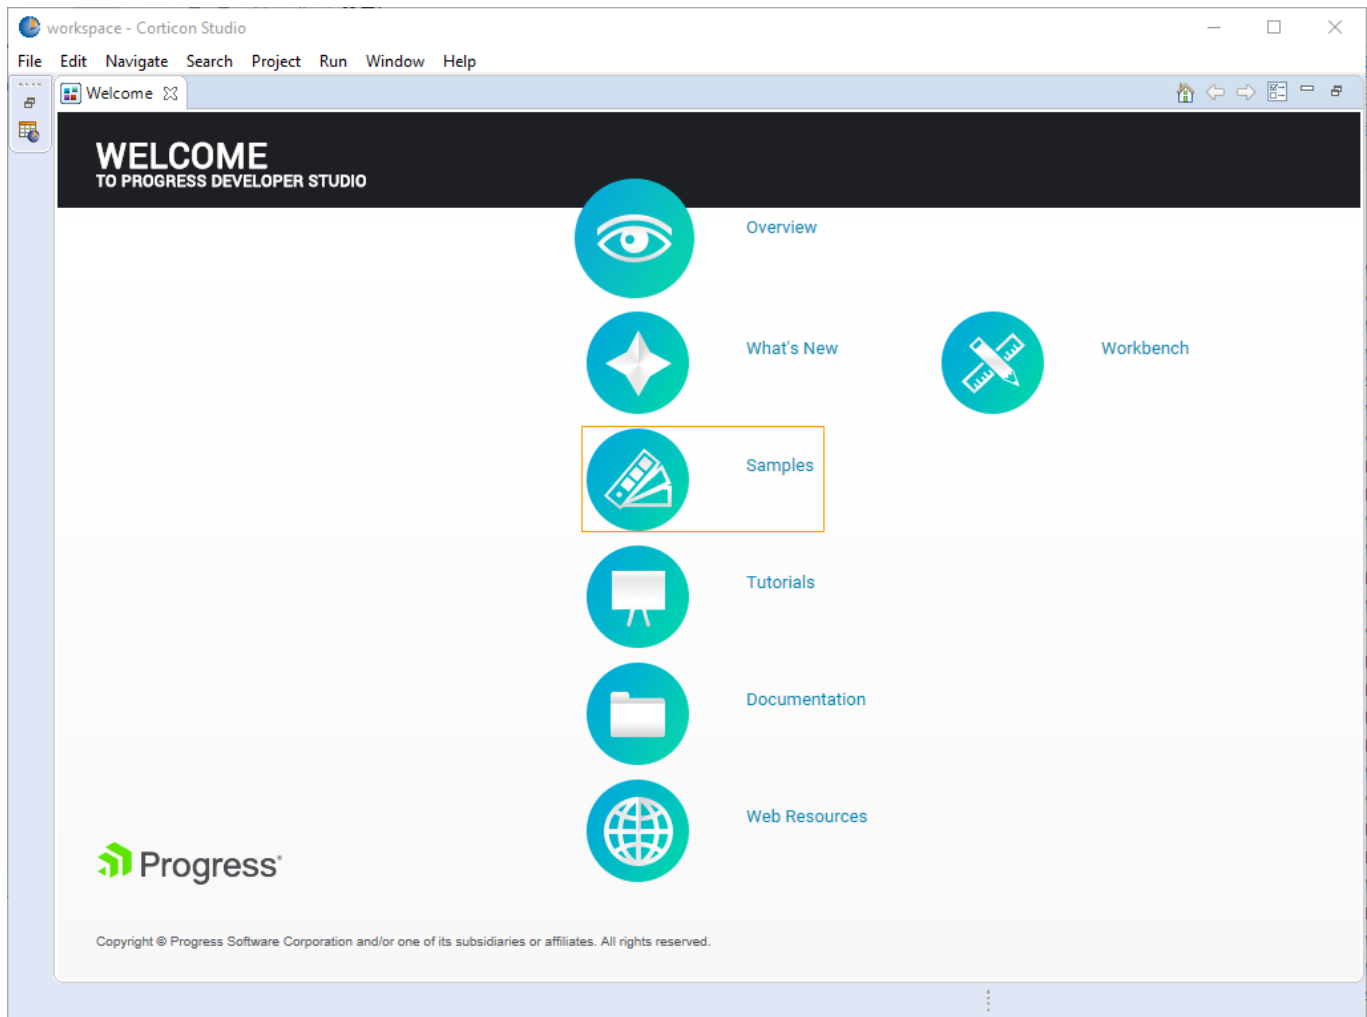 workspace - Corticon Studio
File Edit Navigate Search Project Run Window Help
Welcome
WELCOME
TO PROGRESS DEVELOPER STUDIO
Overview
What's New
Workbench
Samples
Tutorials
Documentation
Web Resources
Progress®
Copyright © Progress Software Corporation and/or one of its subsidiaries or affiliates. All rights reserved.